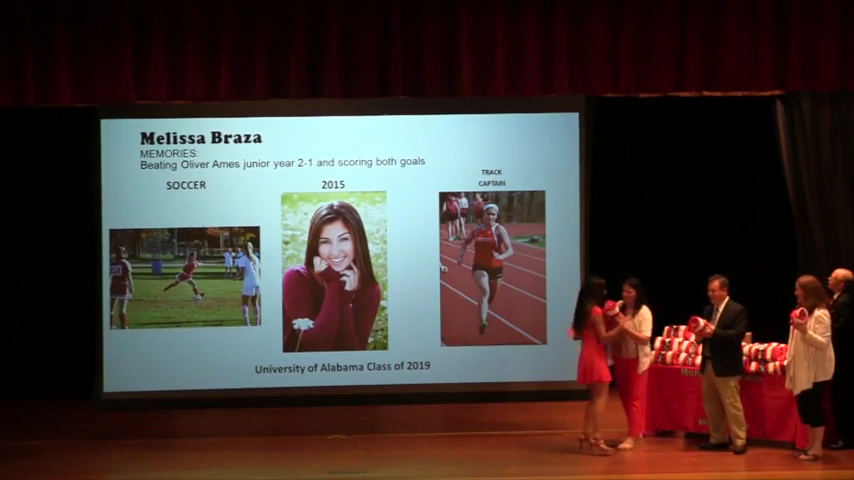 Melissa Braza
MEMORIES:
Beating Oliver Ames junior year 2-1 and scoring both goals
SOCCER
2015
TRACK
CAPTAIN
University of Alabama Class of 2019